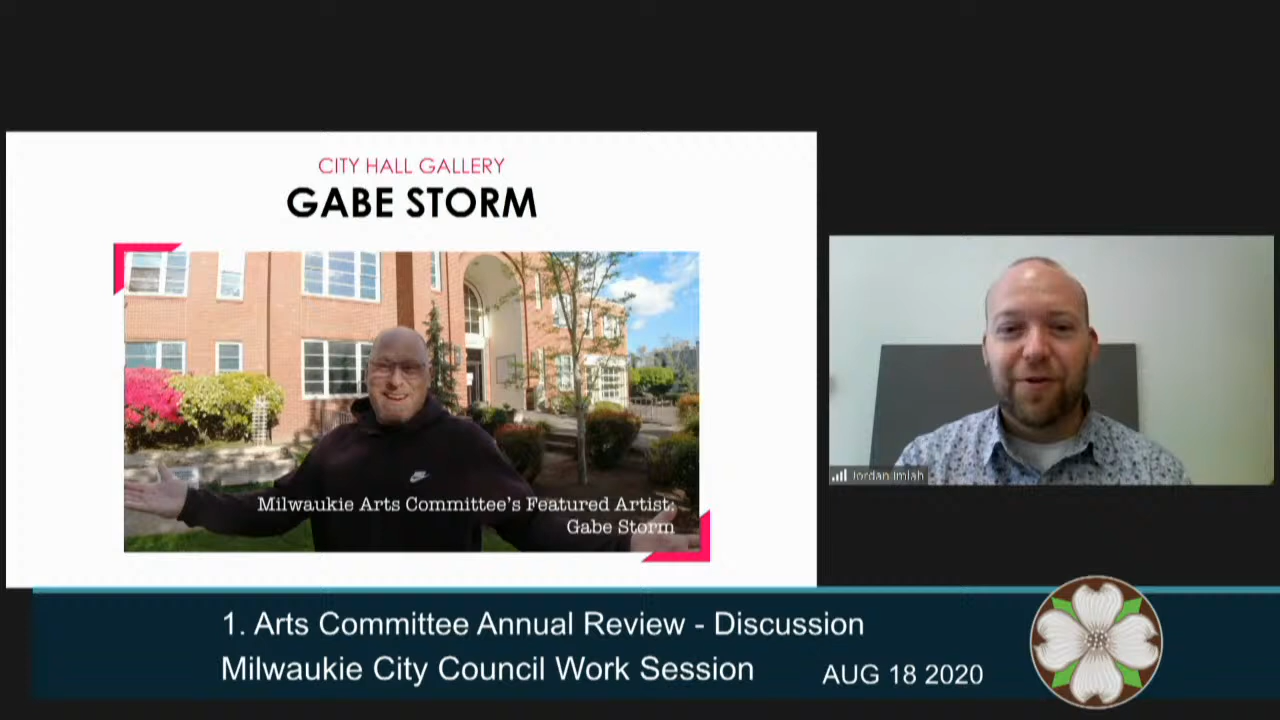 CITY HALL GALLERY
GABE STORM
Milwaukie Arts Committee's Featured Artist:
Gabe Storm
Jordan Imlah
1. Arts Committee Annual Review - Discussion
Milwaukie City Council Work Session
AUG 18 2020